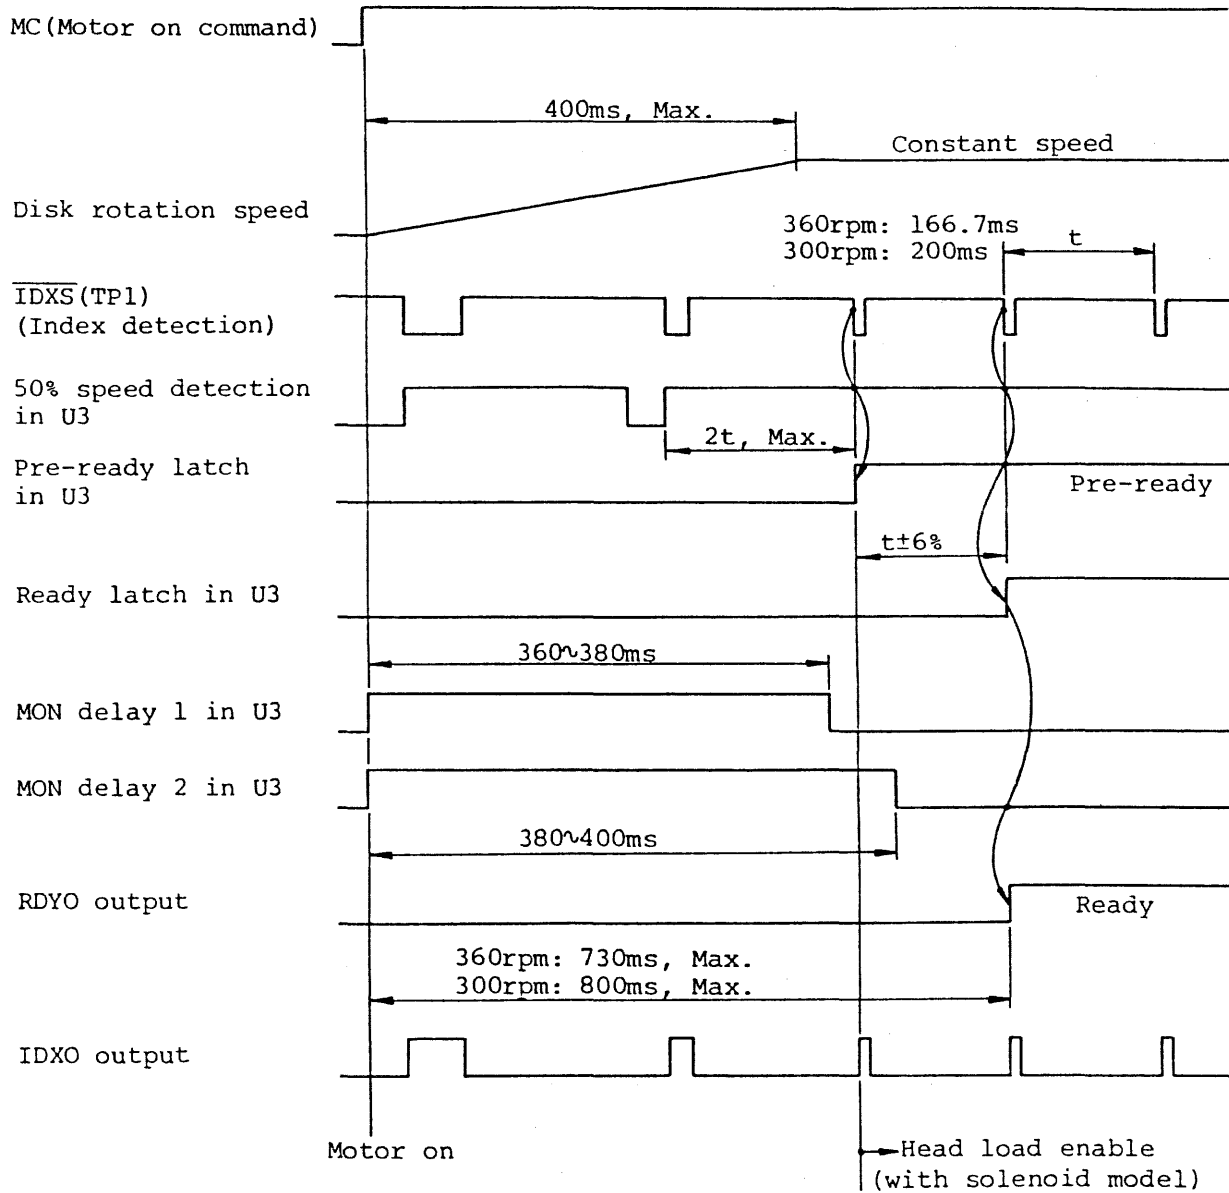 MC(Motor on command)
400ms, Max.
Constant speed
Disk rotation speed
360rpm: 166.7ms
300rpm: 200ms
t
IDXS(TP1)
(Index detection)
50% speed detection
in U3
2t, Max.
Pre-ready latch
in U3
Pre-ready
t±6%
Ready latch in U3
360~380ms
MON delay 1 in U3
MON delay 2 in U3
380~400ms
RDYO output
Ready
360rpm: 730ms, Max.
300rpm: 800ms, Max.
IDXO output
Motor on
Head load enable
(with solenoid model)